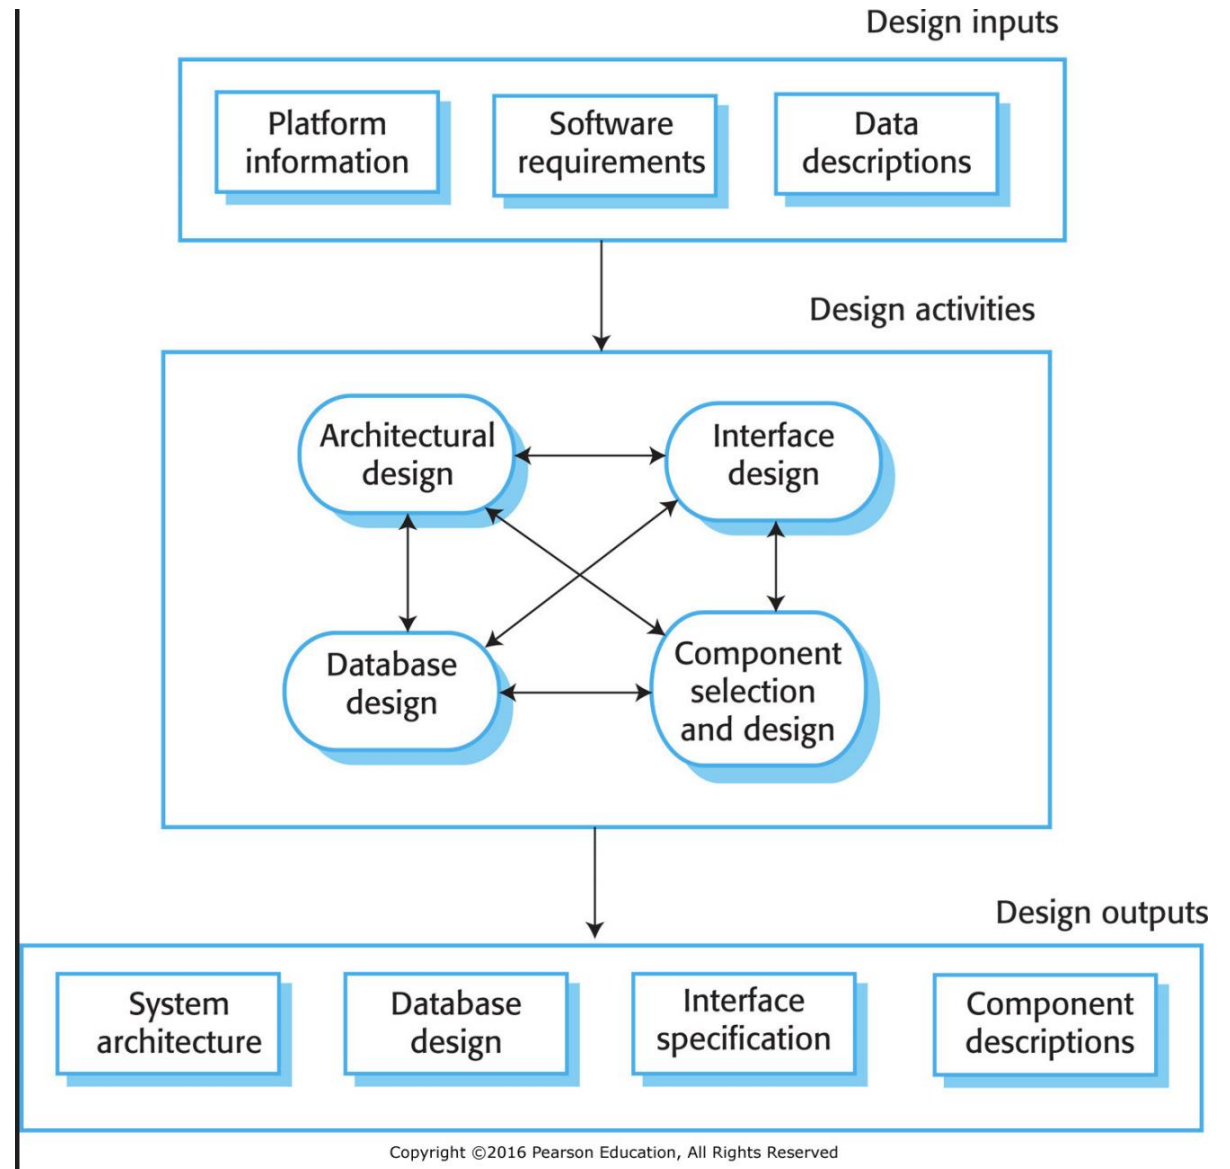 Design inputs
Platform
information
Software
requirements
Data
descriptions
Design activities
Architectural
design
Interface
design
Database
design
Component
selection
and design
Design outputs
System
architecture
Database
design
Interface
specification
Component
descriptions
Copyright ©2016 Pearson Education, All Rights Reserved